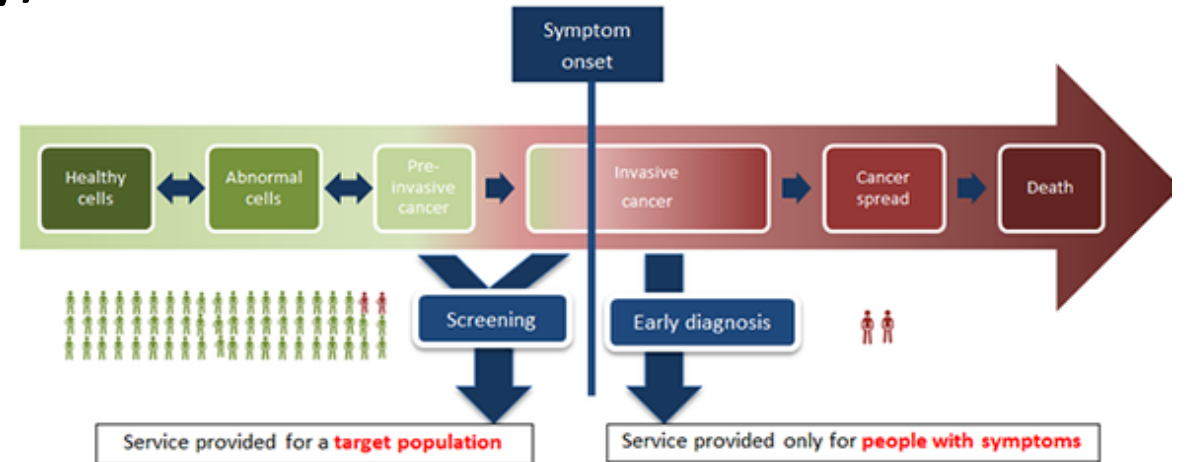 Symptom
onset
Healthy
cells
Abnormal
cells
Pre-
invasive
cancer
Invasive
cancer
Cancer
spread
Death
Screening
Early diagnosis
Service provided for a target population
Service provided only for people with symptoms